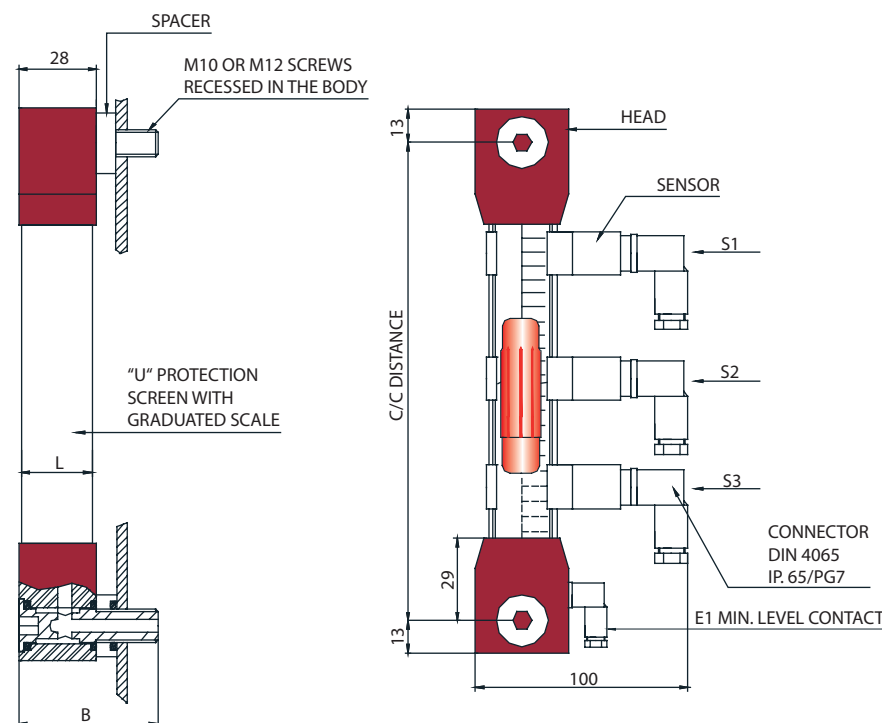 SPACER
28
M10 OR M12 SCREWS
RECESSED IN THE BODY
"U" PROTECTION
SCREEN WITH
GRADUATED SCALE
L
B
13
HEAD
SENSOR
S1
C/C DISTANCE
S2
S3
CONNECTOR
DIN 4065
IP. 65/PG7
29
E1 MIN. LEVEL CONTACT
13
100